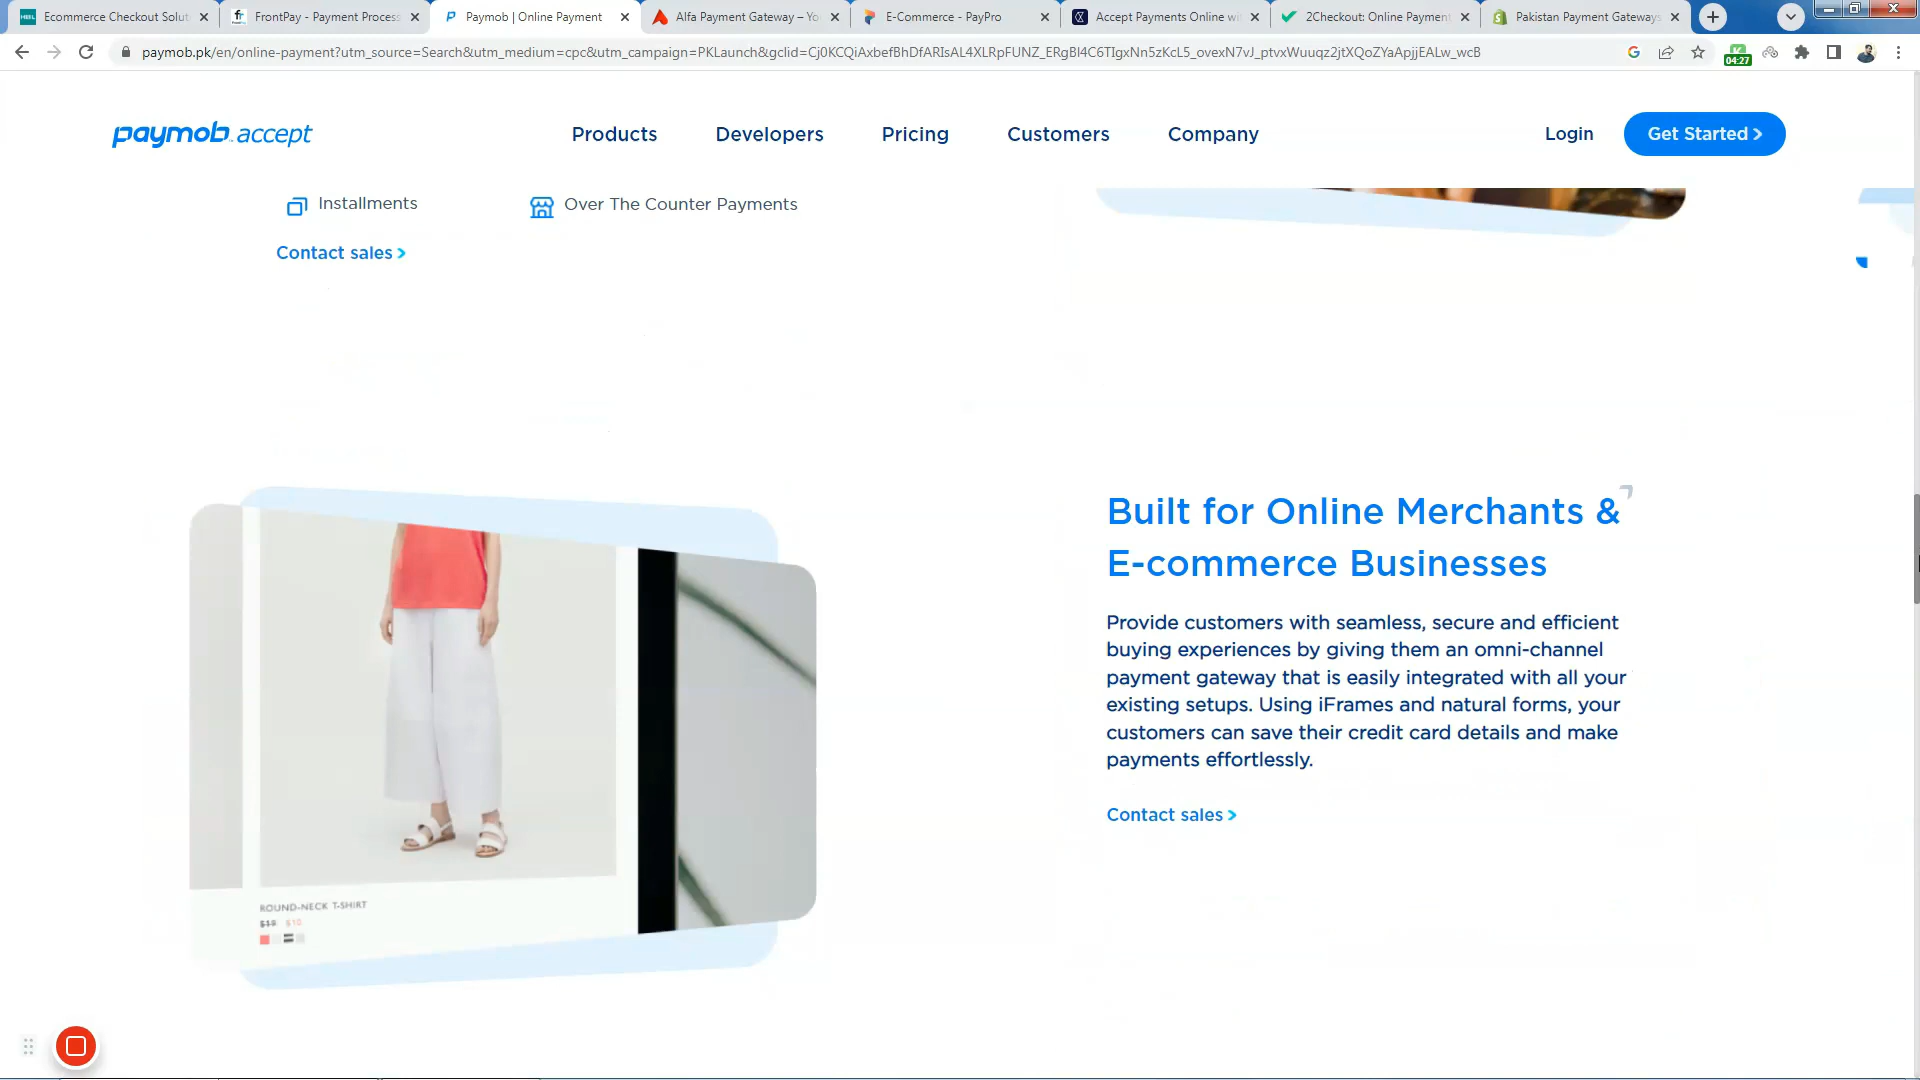 Ecommerce Checkout Solut
FrontPay - Payment Process
Paymob | Online Payment
Alfa Payment Gateway – Yo
E-Commerce - PayPro
Accept Payments Online wi
2Checkout: Online Payment
Pakistan Payment Gateways
paymob.pk/en/online-payment?utm_source=Search&utm_medium=cpc&utm_campaign=PKLaunch&gclid=Cj0KCQiAxbefBhDfARIsAL4XLRpFUNZ_ERgBl4C6TIgxNn5zKcL5_ovexN7vJ_ptvxWuuqz2jtXQoZYaApjjEALw_wcB
04:27
paymob accept
Products
Developers
Pricing
Customers
Company
Login
Get Started >
Installments
Over The Counter Payments
Contact sales >
Built for Online Merchants &
E-commerce Businesses
Provide customers with seamless, secure and efficient
buying experiences by giving them an omni-channel
payment gateway that is easily integrated with all your
existing setups. Using iFrames and natural forms, your
customers can save their credit card details and make
payments effortlessly.
Contact sales >
ROUND-NECK T-SHIRT
$19 $10